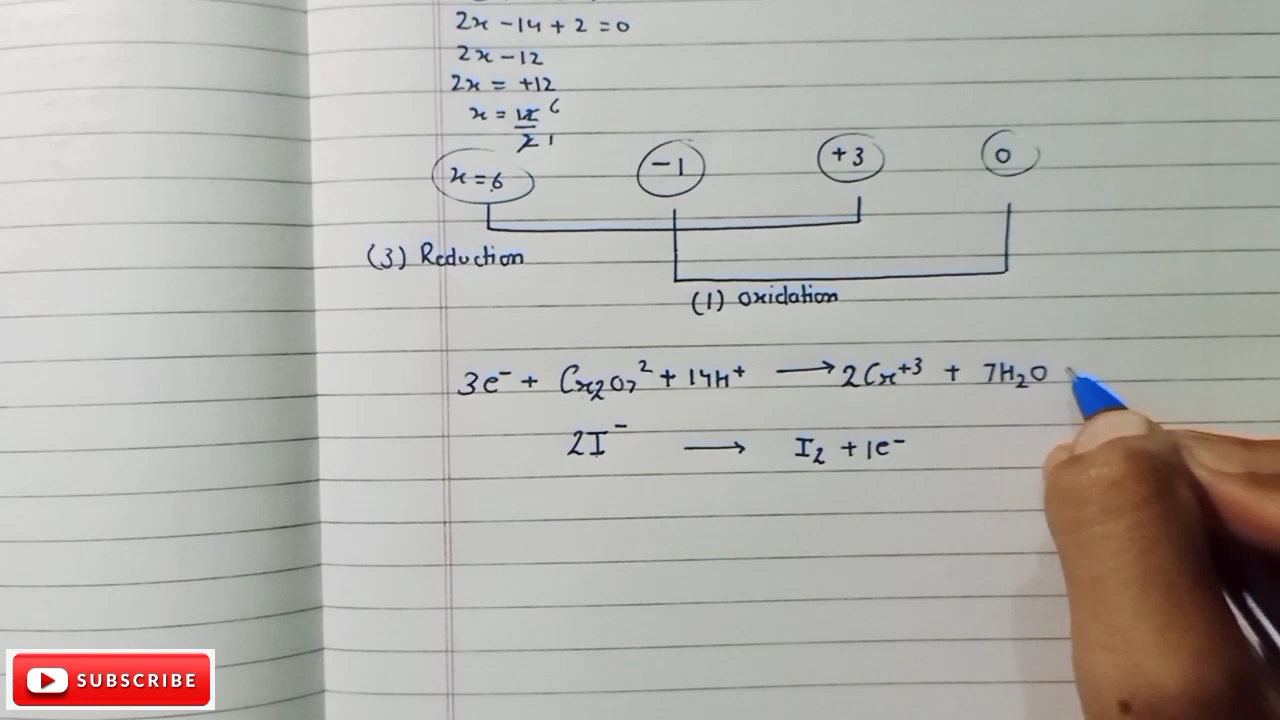 2x - 14 + 2 = 0
2x - 12
2x = +12
x = 12/2 6 1
x = 6 -1 +3 0
(3) Reduction
(1) oxidation
3e⁻ + Cr₂O₇² + 14H⁺ ⟶ 2Cr⁺³ + 7H₂O
2I⁻ ⟶ I₂ + 1e⁻
SUBSCRIBE